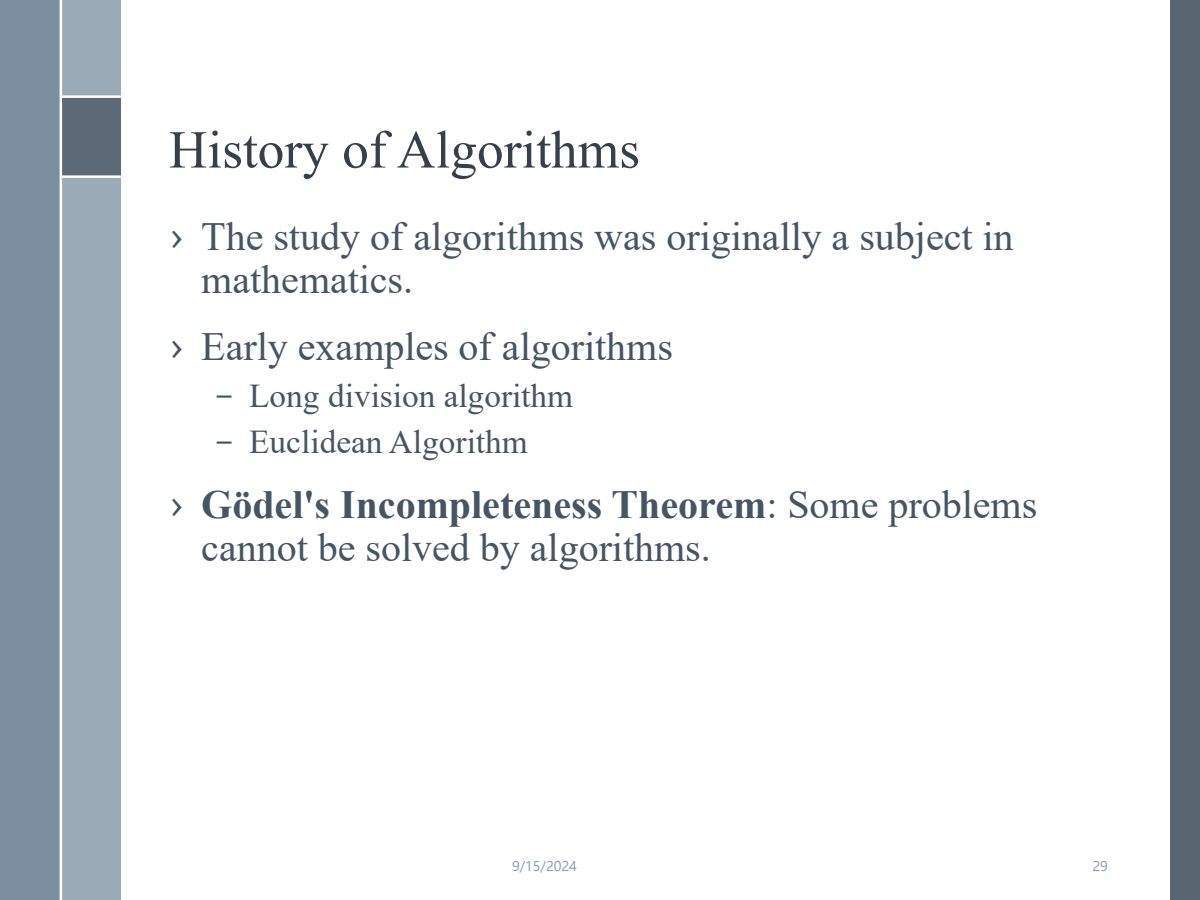 History of Algorithms
› The study of algorithms was originally a subject in
mathematics.
› Early examples of algorithms
– Long division algorithm
– Euclidean Algorithm
› Gödel's Incompleteness Theorem: Some problems
cannot be solved by algorithms.
9/15/2024
29